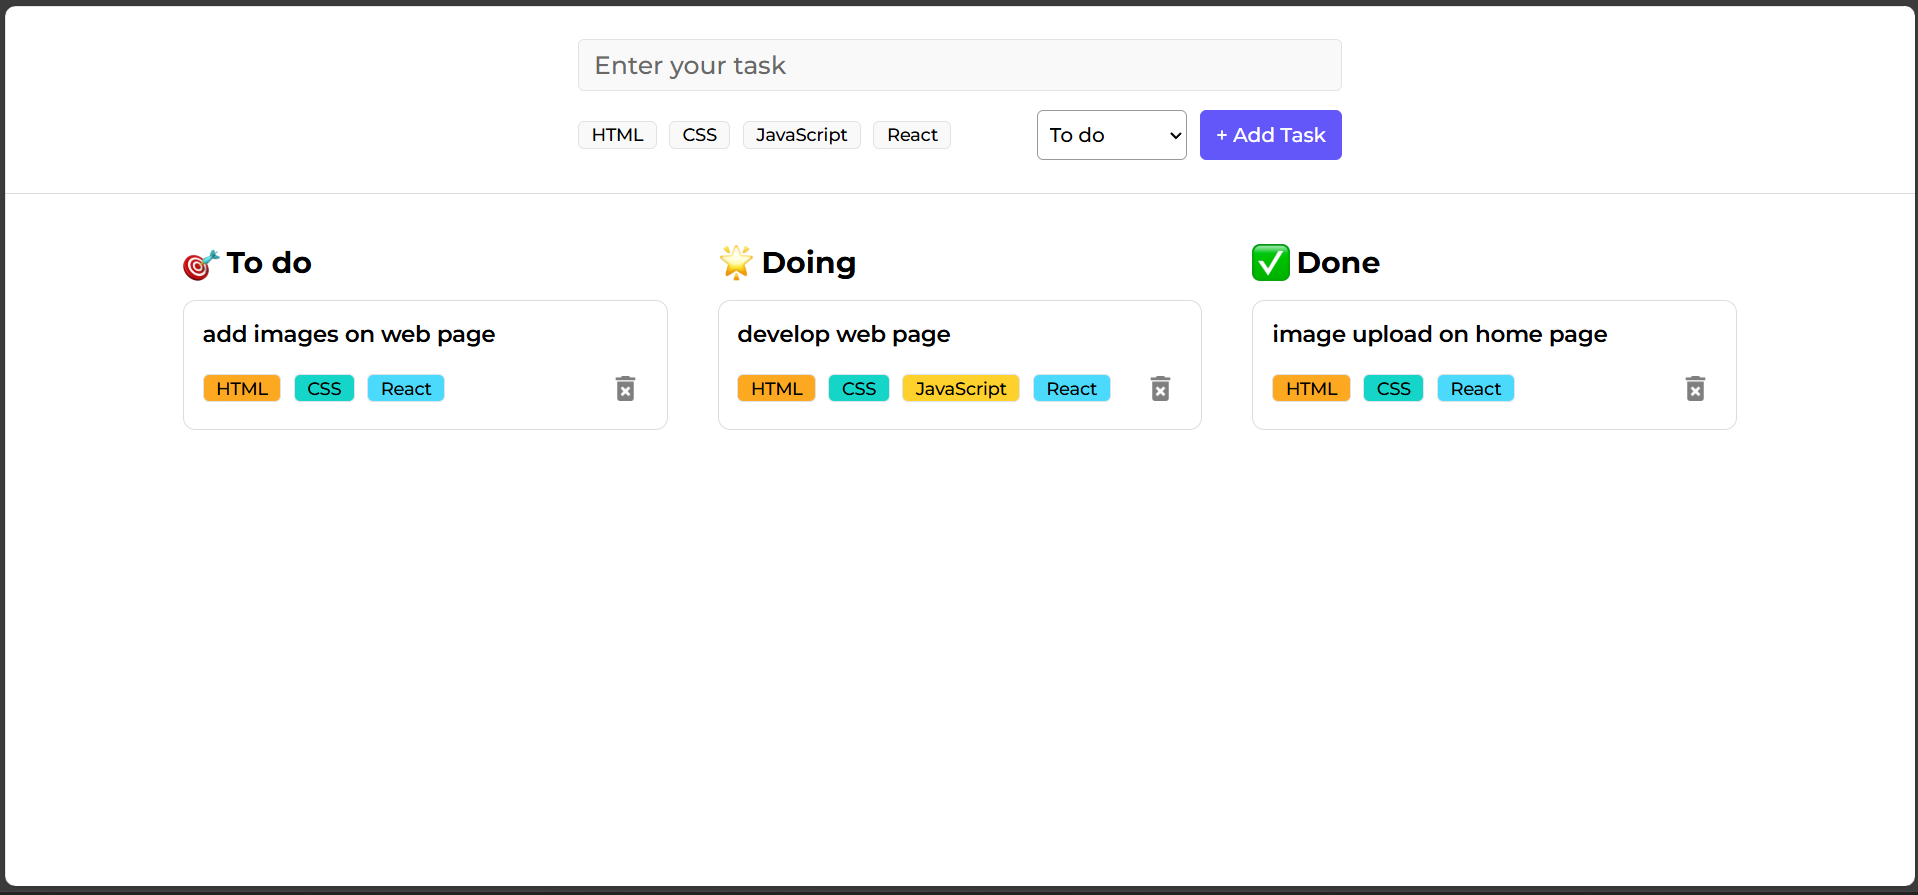 Enter your task
HTML CSS JavaScript React To do + Add Task
To do
add images on web page
HTML CSS React
Doing
develop web page
HTML CSS JavaScript React
Done
image upload on home page
HTML CSS React